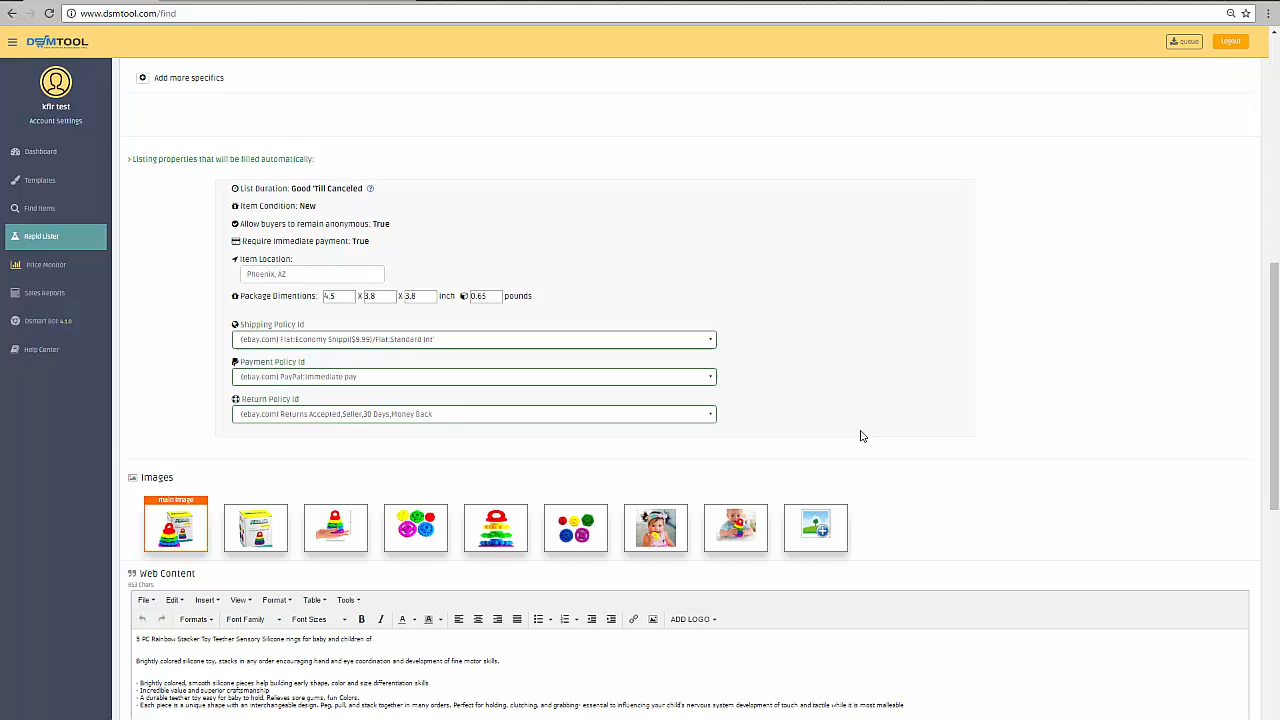 www.dsmtool.com/find
DSMTOOL
queue
Logout
kfir test
Account Settings
Dashboard
Templates
Find Items
Rapid Lister
Price Monitor
Sales Reports
Dsmart Bot 4.1.0
Help Center
Add more specifics
> Listing properties that will be filled automatically:
List Duration: Good 'Till Canceled
Item Condition: New
Allow buyers to remain anonymous: True
Require immediate payment: True
Item Location:
Phoenix, AZ
Package Dimentions: 4.5 X 3.8 X 3.8 inch 0.65 pounds
Shipping Policy Id
(ebay.com) Flat:Economy Shippi($9.99)/Flat:Standard Int'
Payment Policy Id
(ebay.com) PayPal:Immediate pay
Return Policy Id
(ebay.com) Returns Accepted,Seller,30 Days,Money Back
Images
main image
Web Content
853 Chars
File Edit Insert View Format Table Tools
Formats Font Family Font Sizes B I A A ADD LOGO
5 PC Rainbow Stacker Toy Teether Sensory Silicone rings for baby and children of
Brightly colored silicone toy, stacks in any order encouraging hand and eye coordination and development of fine motor skills.
- Brightly colored, smooth silicone pieces help building early shape, color and size differentiation skills
- Incredible value and superior craftsmanship
- A durable teether toy easy for baby to hold. Relieves sore gums, fun Colors.
- Each piece is a unique shape with an interchangeable design. Peg, pull, and stack together in many orders. Perfect for holding, clutching, and grabbing- essential to influencing your child's nervous system development of touch and tactile while it is most malleable